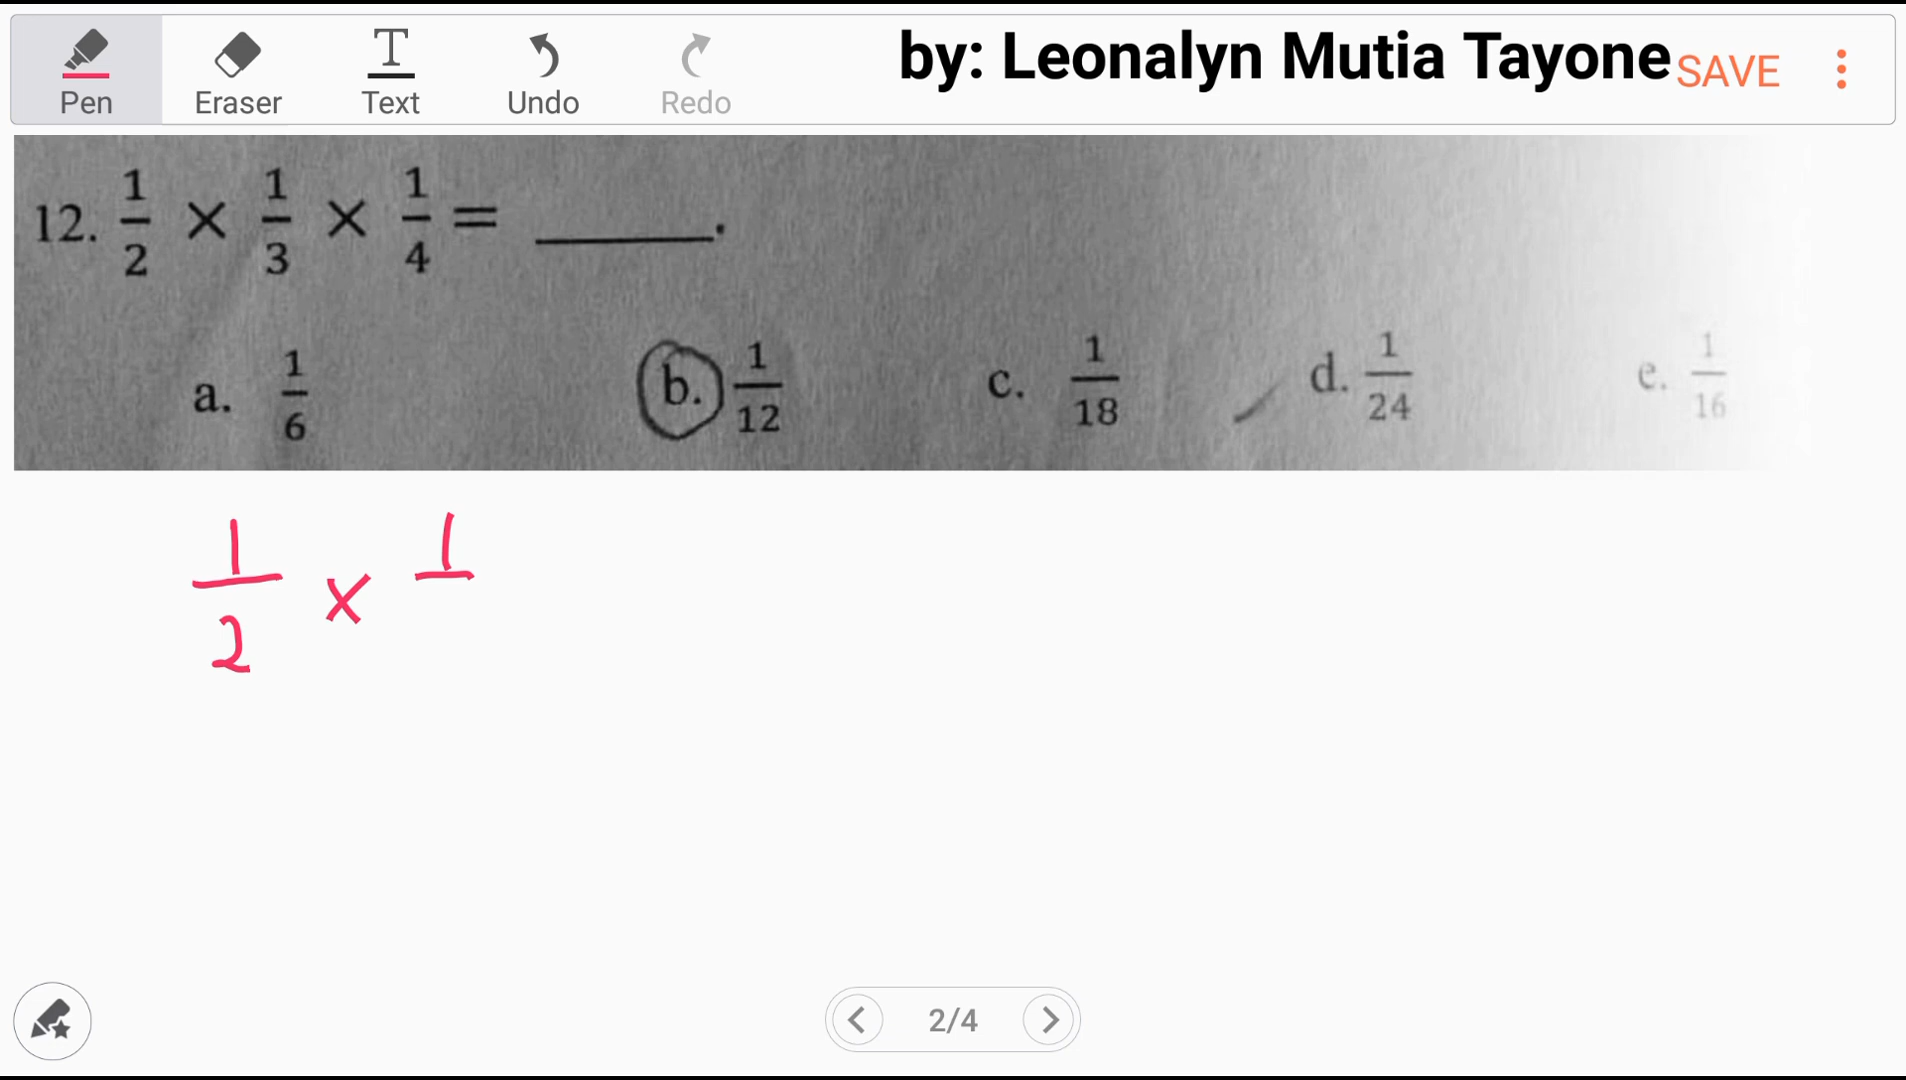 Pen Eraser Text Undo Redo by: Leonalyn Mutia Tayone SAVE
12. 1/2 × 1/3 × 1/4 = ______.
a. 1/6 b. 1/12 c. 1/18 d. 1/24 e. 1/16
1/2 x 1/
2/4